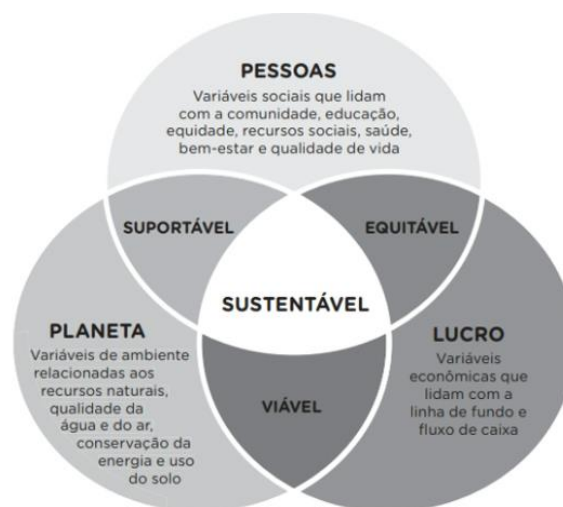 PESSOAS
Variáveis sociais que lidam
com a comunidade, educação,
equidade, recursos sociais, saúde,
bem-estar e qualidade de vida
SUPORTÁVEL
EQUITÁVEL
SUSTENTÁVEL
PLANETA
Variáveis de ambiente
relacionadas aos
recursos naturais,
qualidade da
água e do ar,
conservação da
energia e uso
do solo
LUCRO
Variáveis
econômicas que
lidam com a
linha de fundo e
fluxo de caixa
VIÁVEL